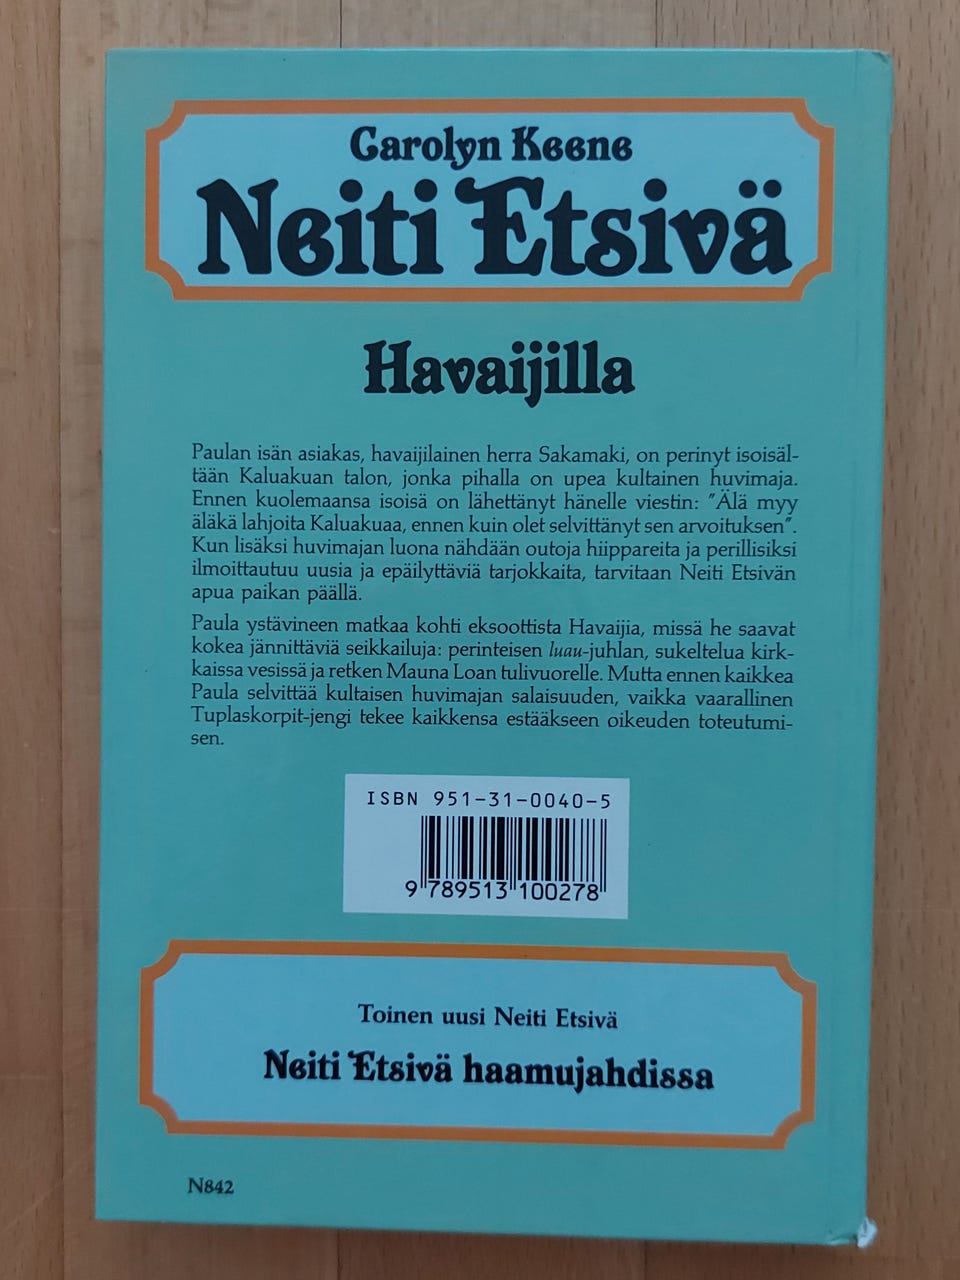 Carolyn Keene
Neiti Etsivä
Havaijilla
Paulan isän asiakas, havaijilainen herra Sakamaki, on perinyt isoisäl-
tään Kaluakuan talon, jonka pihalla on upea kultainen huvimaja.
Ennen kuolemaansa isoisä on lähettänyt hänelle viestin: "Älä myy
äläkä lahjoita Kaluakuaa, ennen kuin olet selvittänyt sen arvoituksen".
Kun lisäksi huvimajan luona nähdään outoja hiippareita ja perillisiksi
ilmoittautuu uusia ja epäilyttäviä tarjokkaita, tarvitaan Neiti Etsivän
apua paikan päällä.
Paula ystävineen matkaa kohti eksoottista Havaijia, missä he saavat
kokea jännittäviä seikkailuja: perinteisen luau-juhlan, sukeltelua kirk-
kaissa vesissä ja retken Mauna Loan tulivuorelle. Mutta ennen kaikkea
Paula selvittää kultaisen huvimajan salaisuuden, vaikka vaarallinen
Tuplaskorpit-jengi tekee kaikkensa estääkseen oikeuden toteutumi-
sen.
ISBN 951-31-0040-5
9 789513 100278
Toinen uusi Neiti Etsivä
Neiti Etsivä haamujahdissa
N842